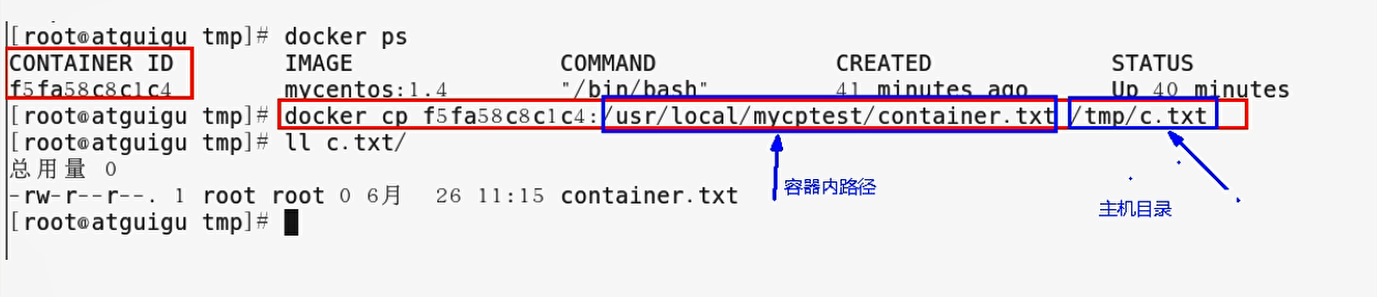 [root@atguigu tmp]# docker ps
CONTAINER ID IMAGE COMMAND CREATED STATUS
f5fa58c8c1c4 mycentos:1.4 "/bin/bash" 41 minutes ago Up 40 minutes
[root@atguigu tmp]# docker cp f5fa58c8c1c4:/usr/local/mycptest/container.txt /tmp/c.txt
[root@atguigu tmp]# ll c.txt/
总用量 0
-rw-r--r--. 1 root root 0 6月 26 11:15 container.txt
[root@atguigu tmp]#
容器内路径
主机目录